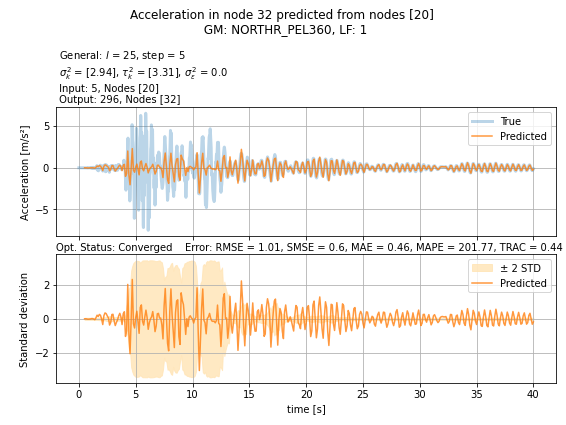 Acceleration in node 32 predicted from nodes [20]
GM: NORTHR_PEL360, LF: 1
General: l = 25, step = 5
σ²ₖ = [2.94], τ²ₖ = [3.31], σ²ε = 0.0
Input: 5, Nodes [20]
Output: 296, Nodes [32]
Acceleration [m/s²]
5
0
−5
True
Predicted
Opt. Status: Converged Error: RMSE = 1.01, SMSE = 0.6, MAE = 0.46, MAPE = 201.77, TRAC = 0.44
Standard deviation
2
0
−2
± 2 STD
Predicted
0 5 10 15 20 25 30 35 40
time [s]